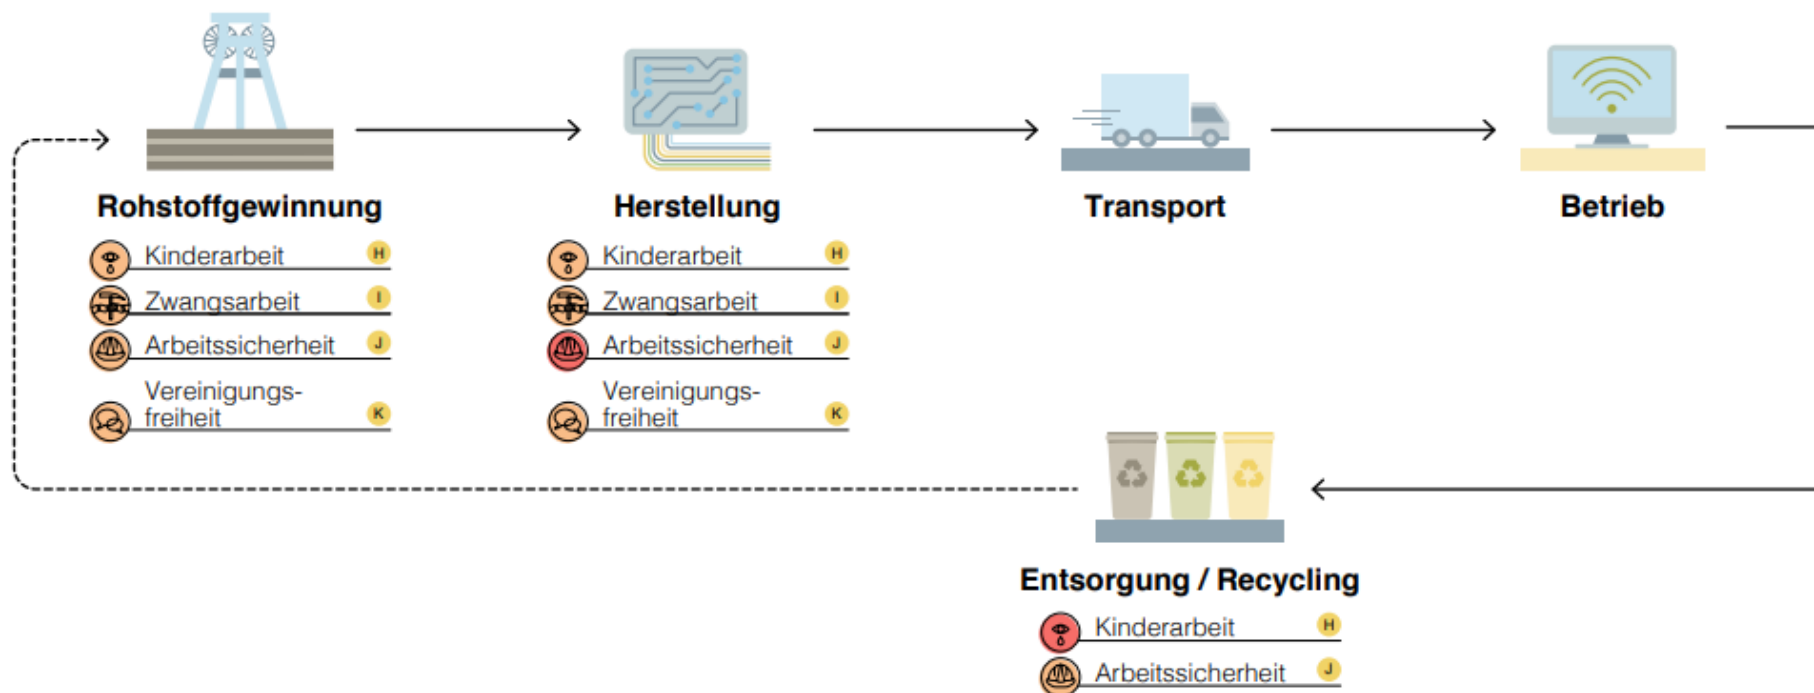 Rohstoffgewinnung
Kinderarbeit H
Zwangsarbeit I
Arbeitssicherheit J
Vereinigungs-
freiheit K
Herstellung
Kinderarbeit H
Zwangsarbeit I
Arbeitssicherheit J
Vereinigungs-
freiheit K
Transport
Betrieb
Entsorgung / Recycling
Kinderarbeit H
Arbeitssicherheit J